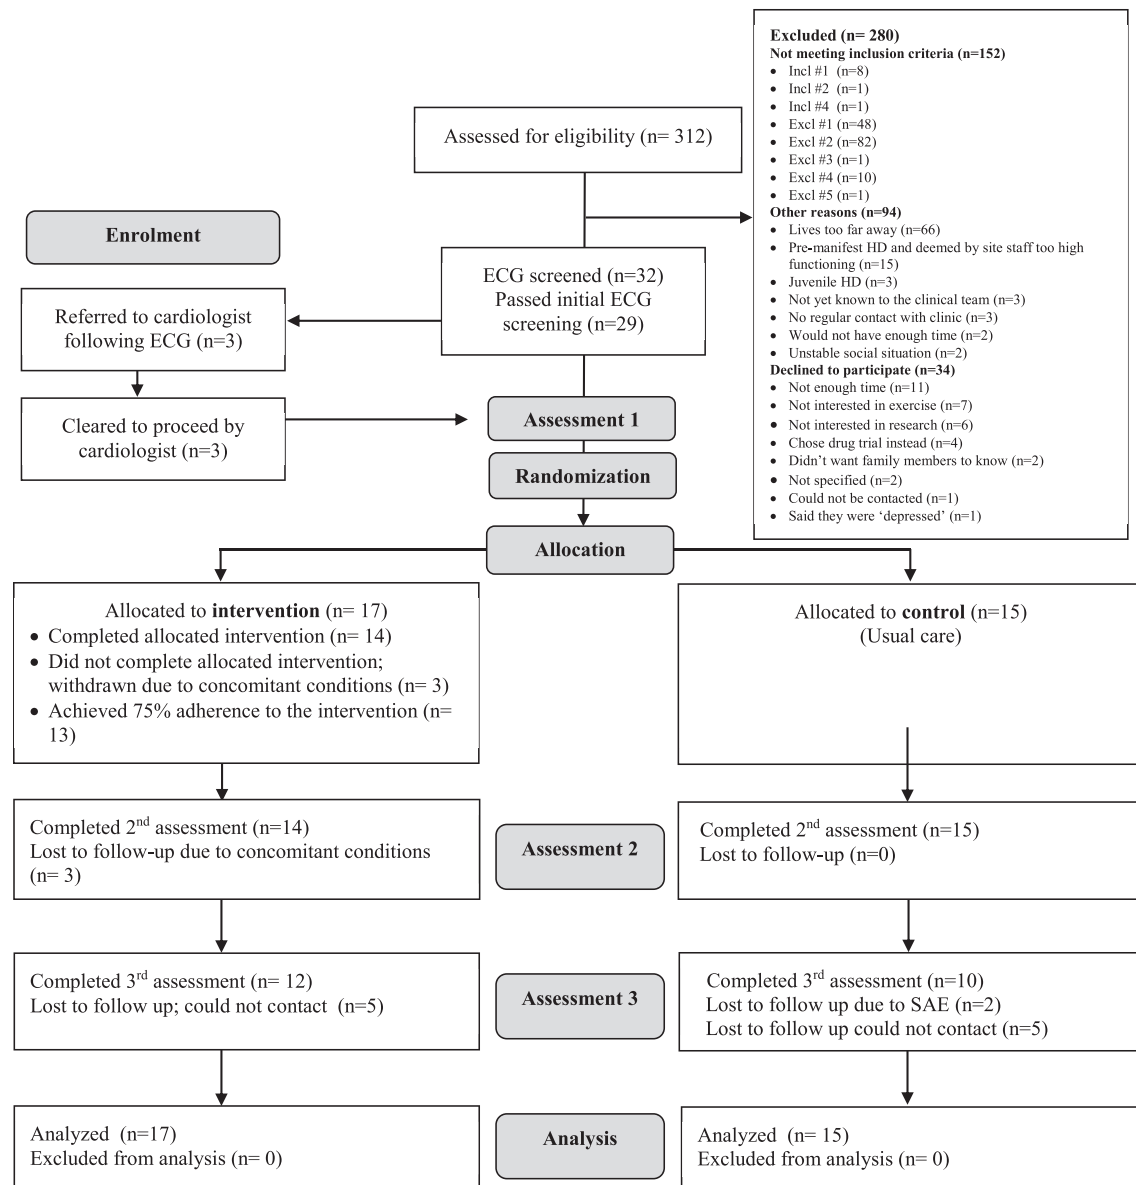 Assessed for eligibility (n= 312)
Excluded (n= 280)
Not meeting inclusion criteria (n=152)
• Incl #1 (n=8)
• Incl #2 (n=1)
• Incl #4 (n=1)
• Excl #1 (n=48)
• Excl #2 (n=82)
• Excl #3 (n=1)
• Excl #4 (n=10)
• Excl #5 (n=1)
Other reasons (n=94)
• Lives too far away (n=66)
• Pre-manifest HD and deemed by site staff too high
functioning (n=15)
• Juvenile HD (n=3)
• Not yet known to the clinical team (n=3)
• No regular contact with clinic (n=3)
• Would not have enough time (n=2)
• Unstable social situation (n=2)
Declined to participate (n=34)
• Not enough time (n=11)
• Not interested in exercise (n=7)
• Not interested in research (n=6)
• Chose drug trial instead (n=4)
• Didn't want family members to know (n=2)
• Not specified (n=2)
• Could not be contacted (n=1)
• Said they were ‘depressed’ (n=1)
Enrolment
ECG screened (n=32)
Passed initial ECG
screening (n=29)
Referred to cardiologist
following ECG (n=3)
Cleared to proceed by
cardiologist (n=3)
Assessment 1
Randomization
Allocation
Allocated to intervention (n= 17)
• Completed allocated intervention (n= 14)
• Did not complete allocated intervention;
withdrawn due to concomitant conditions (n= 3)
• Achieved 75% adherence to the intervention (n=
13)
Allocated to control (n=15)
(Usual care)
Completed 2nd assessment (n=14)
Lost to follow-up due to concomitant conditions
(n= 3)
Assessment 2
Completed 2nd assessment (n=15)
Lost to follow-up (n=0)
Completed 3rd assessment (n= 12)
Lost to follow up; could not contact (n=5)
Assessment 3
Completed 3rd assessment (n=10)
Lost to follow up due to SAE (n=2)
Lost to follow up could not contact (n=5)
Analyzed (n=17)
Excluded from analysis (n= 0)
Analysis
Analyzed (n= 15)
Excluded from analysis (n= 0)